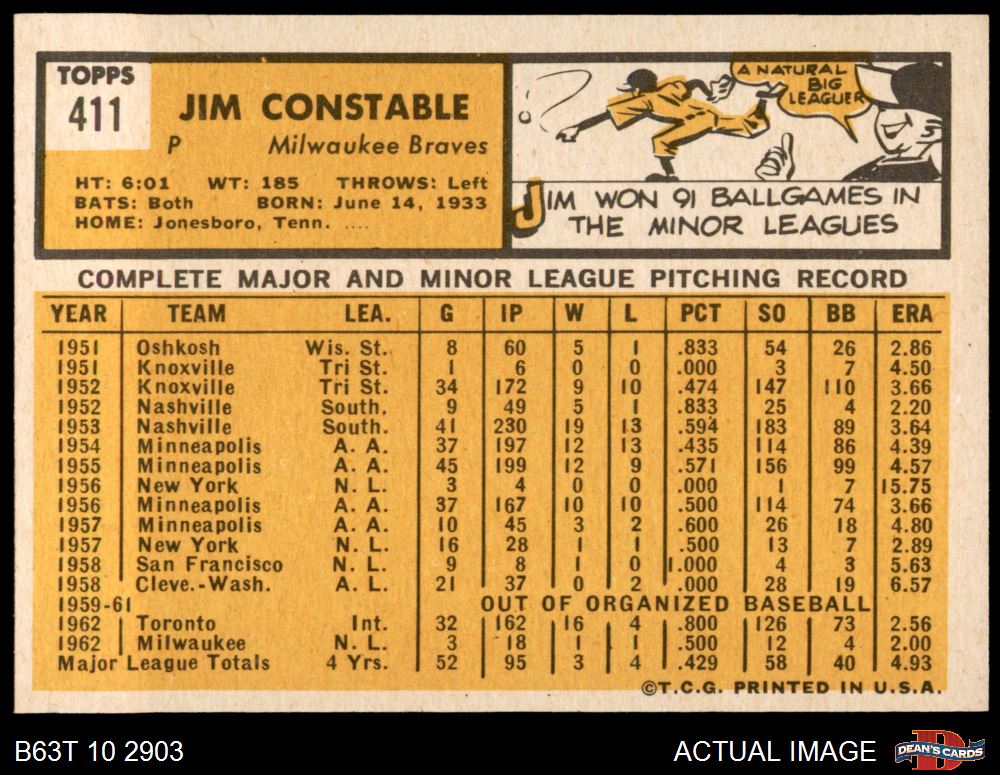 TOPPS
411
JIM CONSTABLE
P Milwaukee Braves
HT: 6:01 WT: 185 THROWS: Left
BATS: Both BORN: June 14, 1933
HOME: Jonesboro, Tenn. ....
A NATURAL
BIG
LEAGUER
JIM WON 91 BALLGAMES IN
THE MINOR LEAGUES
COMPLETE MAJOR AND MINOR LEAGUE PITCHING RECORD
YEAR TEAM LEA. G IP W L PCT SO BB ERA
1951 Oshkosh Wis. St. 8 60 5 1 .833 54 26 2.86
1951 Knoxville Tri St. 1 6 0 0 .000 3 7 4.50
1952 Knoxville Tri St. 34 172 9 10 .474 147 110 3.66
1952 Nashville South. 9 49 5 1 .833 25 4 2.20
1953 Nashville South. 41 230 19 13 .594 183 89 3.64
1954 Minneapolis A. A. 37 197 12 13 .435 114 86 4.39
1955 Minneapolis A. A. 45 199 12 9 .571 156 99 4.57
1956 New York N. L. 3 4 0 0 .000 1 7 15.75
1956 Minneapolis A. A. 37 167 10 10 .500 114 74 3.66
1957 Minneapolis A. A. 10 45 3 2 .600 26 18 4.80
1957 New York N. L. 16 28 1 1 .500 13 7 2.89
1958 San Francisco N. L. 9 8 1 0 1.000 4 3 5.63
1958 Cleve.-Wash. A. L. 21 37 0 2 .000 28 19 6.57
1959-61 OUT OF ORGANIZED BASEBALL
1962 Toronto Int. 32 162 16 4 .800 126 73 2.56
1962 Milwaukee N. L. 3 18 1 1 .500 12 4 2.00
Major League Totals 4 Yrs. 52 95 3 4 .429 58 40 4.93
©T.C.G. PRINTED IN U.S.A.
B63T 10 2903 ACTUAL IMAGE D DEAN'S CARDS